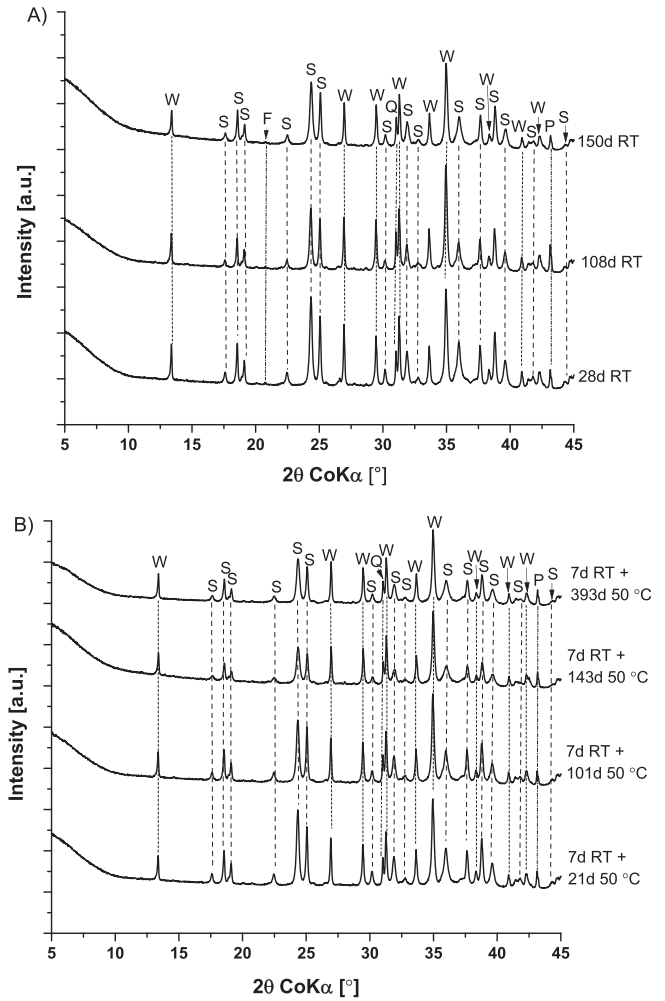 A)
W S S S F S S S W W S Q W S S W W S S W S S W S W P S
150d RT
108d RT
28d RT
Intensity [a.u.]
5 10 15 20 25 30 35 40 45
2θ CoKα [°]
B)
W S S S S S S W W S Q W S S W W S S W S S W S W P S
7d RT +
393d 50 °C
7d RT +
143d 50 °C
7d RT +
101d 50 °C
7d RT +
21d 50 °C
Intensity [a.u.]
5 10 15 20 25 30 35 40 45
2θ CoKα [°]